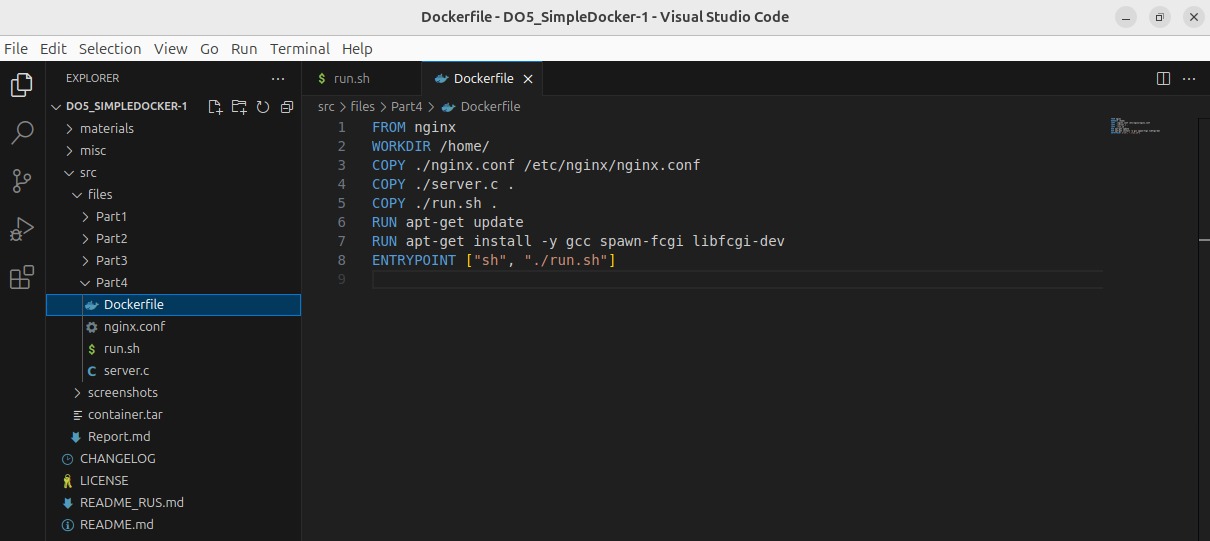 Dockerfile - DO5_SimpleDocker-1 - Visual Studio Code
File Edit Selection View Go Run Terminal Help
EXPLORER
DO5_SIMPLEDOCKER-1
materials
misc
src
files
Part1
Part2
Part3
Part4
Dockerfile
nginx.conf
$ run.sh
C server.c
screenshots
container.tar
Report.md
CHANGELOG
LICENSE
README_RUS.md
README.md
$ run.sh
Dockerfile
src > files > Part4 > Dockerfile
1 FROM nginx
2 WORKDIR /home/
3 COPY ./nginx.conf /etc/nginx/nginx.conf
4 COPY ./server.c .
5 COPY ./run.sh .
6 RUN apt-get update
7 RUN apt-get install -y gcc spawn-fcgi libfcgi-dev
8 ENTRYPOINT ["sh", "./run.sh"]
9